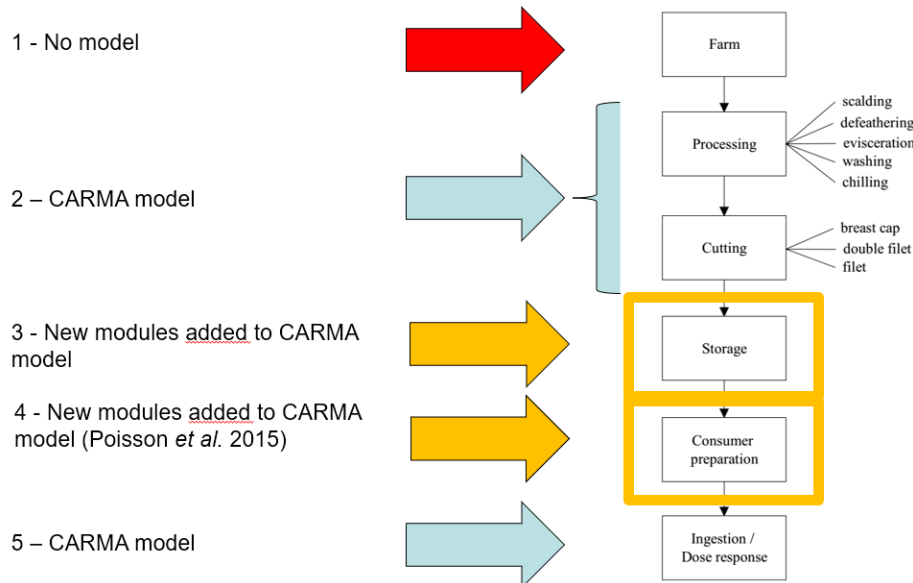 1 - No model
Farm
scalding
defeathering
evisceration
washing
chilling
Processing
2 – CARMA model
breast cap
double filet
filet
Cutting
3 - New modules added to CARMA
model
Storage
4 - New modules added to CARMA
model (Poisson et al. 2015)
Consumer
preparation
5 – CARMA model
Ingestion /
Dose response